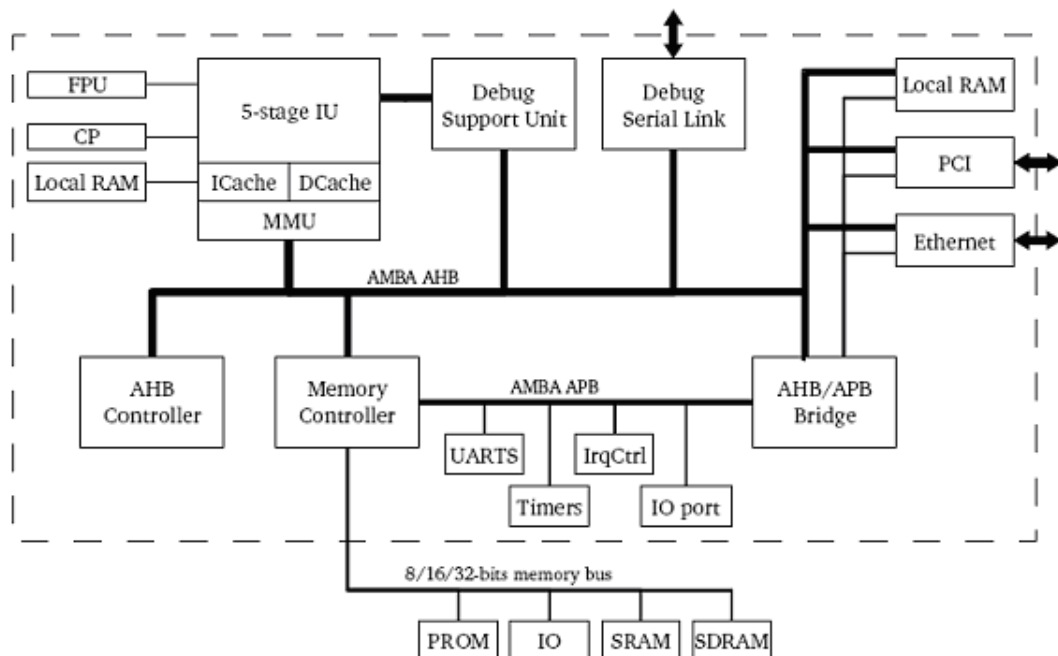 FPU
CP
Local RAM
5-stage IU
ICache
DCache
MMU
Debug
Support Unit
Debug
Serial Link
Local RAM
PCI
Ethernet
AMBA AHB
AHB
Controller
Memory
Controller
AMBA APB
AHB/APB
Bridge
UARTS
IrqCtrl
Timers
IO port
8/16/32-bits memory bus
PROM
IO
SRAM
SDRAM